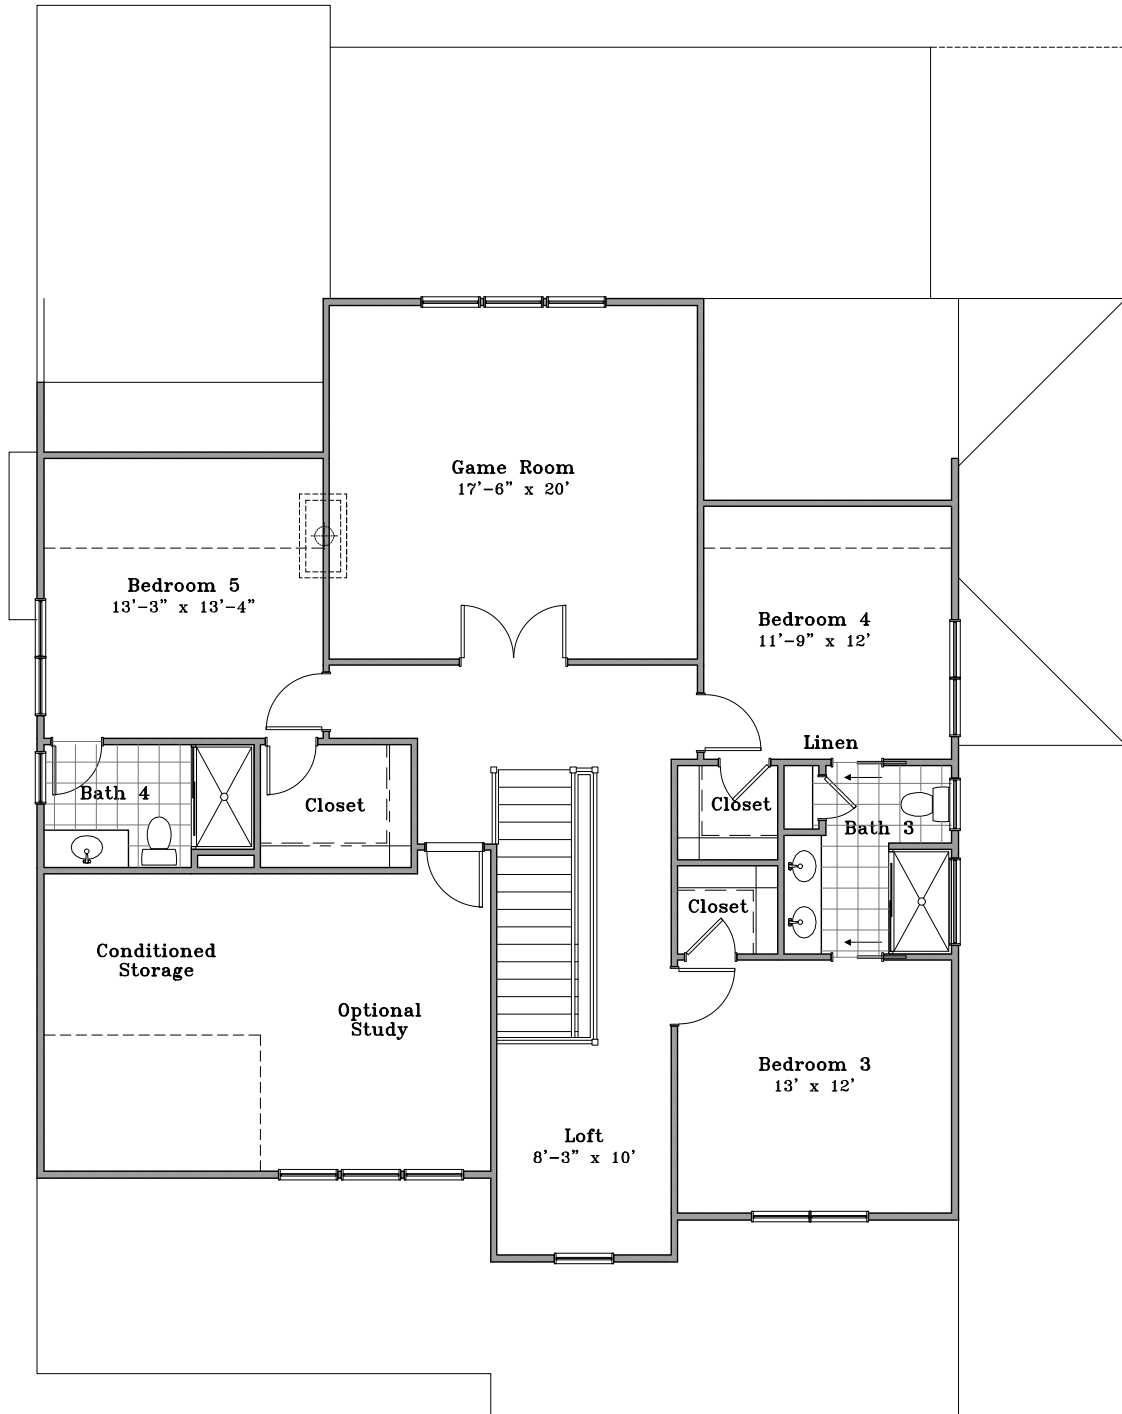 Game Room
17'-6" x 20'
Bedroom 5
13'-3" x 13'-4"
Bedroom 4
11'-9" x 12'
Linen
Bath 4
Closet
Closet
Bath 3
Closet
Conditioned
Storage
Optional
Study
Bedroom 3
13' x 12'
Loft
8'-3" x 10'